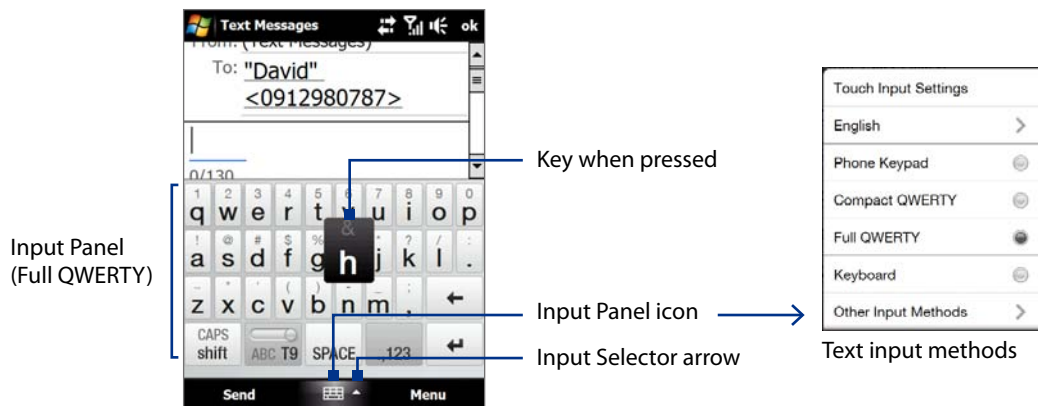 Text Messages
ok
From: (Text Messages)
To: "David"
<0912980787>
0/130
1 2 3 4 5 6 7 8 9 0
q w e r t y u i o p
! @ # $ % & * ? / :
a s d f g h j k l .
z x c v b n m ,
CAPS
shift ABC T9 SPACE .,123
Send Menu
Input Panel
(Full QWERTY)
Key when pressed
Input Panel icon
Input Selector arrow
Touch Input Settings
English
Phone Keypad
Compact QWERTY
Full QWERTY
Keyboard
Other Input Methods
Text input methods